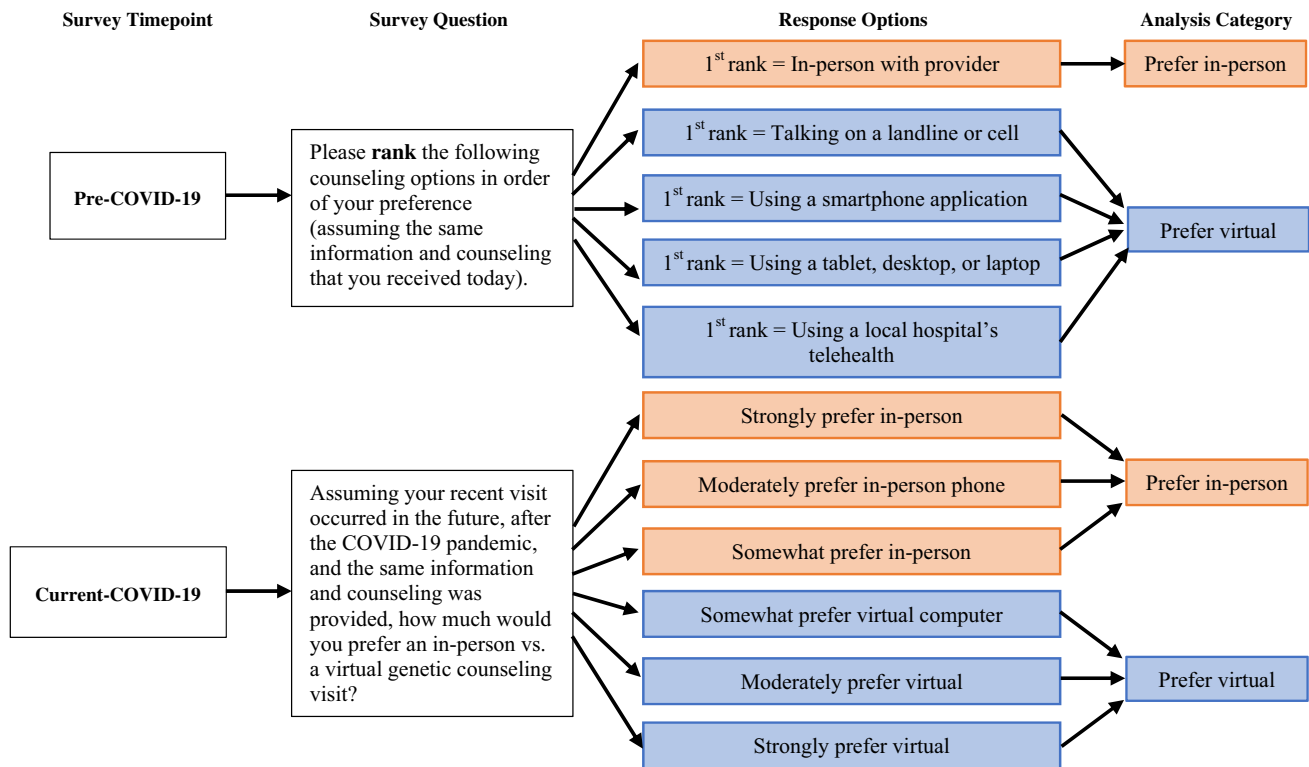 Survey Timepoint
Survey Question
Response Options
Analysis Category
Pre-COVID-19
Please rank the following
counseling options in order
of your preference
(assuming the same
information and counseling
that you received today).
1st rank = In-person with provider
1st rank = Talking on a landline or cell
1st rank = Using a smartphone application
1st rank = Using a tablet, desktop, or laptop
1st rank = Using a local hospital’s
telehealth
Prefer in-person
Prefer virtual
Current-COVID-19
Assuming your recent visit
occurred in the future, after
the COVID-19 pandemic,
and the same information
and counseling was
provided, how much would
you prefer an in-person vs.
a virtual genetic counseling
visit?
Strongly prefer in-person
Moderately prefer in-person phone
Somewhat prefer in-person
Somewhat prefer virtual computer
Moderately prefer virtual
Strongly prefer virtual
Prefer in-person
Prefer virtual